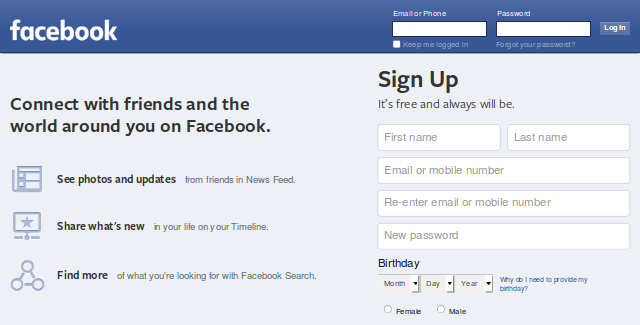 facebook
Email or Phone
Password
Log In
Keep me logged in
Forgot your password?
Connect with friends and the
world around you on Facebook.
See photos and updates from friends in News Feed.
Share what's new in your life on your Timeline.
Find more of what you're looking for with Facebook Search.
Sign Up
It's free and always will be.
First name
Last name
Email or mobile number
Re-enter email or mobile number
New password
Birthday
Month
Day
Year
Why do I need to provide my
birthday?
Female
Male